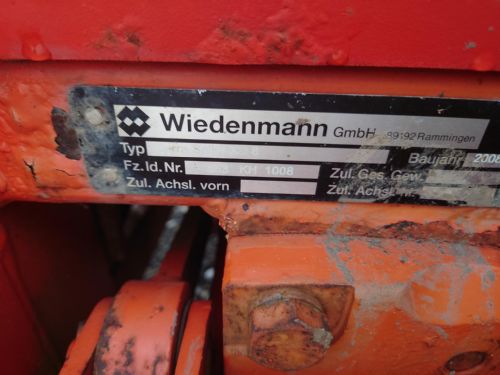 Wiedenmann GmbH 89192 Rammingen
Typ Baujahr 2005
Fz. Id. Nr. KH 1008 Zul. Ges. Gew.
Zul. Achsl. vorn Zul. Achsl.